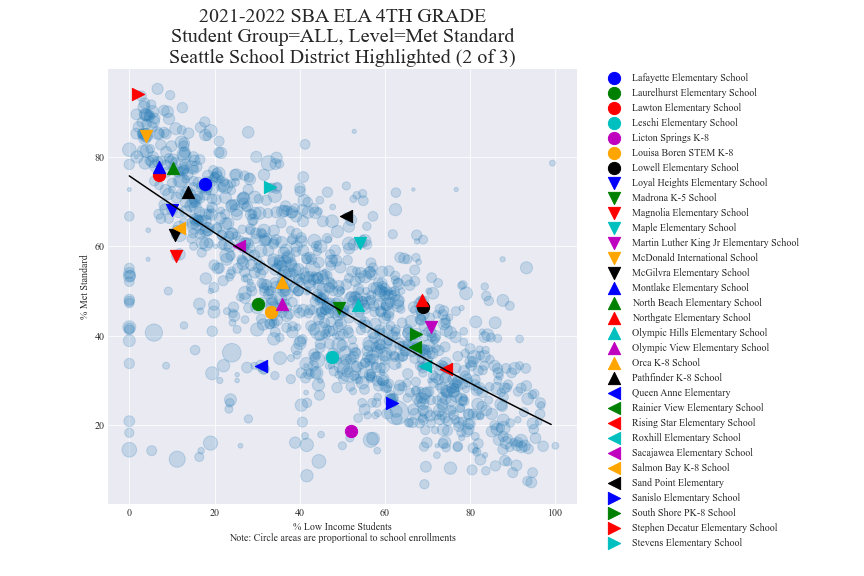 2021-2022 SBA ELA 4TH GRADE
Student Group=ALL, Level=Met Standard
Seattle School District Highlighted (2 of 3)
% Met Standard
80
60
40
20
0
20
40
60
80
100
% Low Income Students
Note: Circle areas are proportional to school enrollments
Lafayette Elementary School
Laurelhurst Elementary School
Lawton Elementary School
Leschi Elementary School
Licton Springs K-8
Louisa Boren STEM K-8
Lowell Elementary School
Loyal Heights Elementary School
Madrona K-5 School
Magnolia Elementary School
Maple Elementary School
Martin Luther King Jr Elementary School
McDonald International School
McGilvra Elementary School
Montlake Elementary School
North Beach Elementary School
Northgate Elementary School
Olympic Hills Elementary School
Olympic View Elementary School
Orca K-8 School
Pathfinder K-8 School
Queen Anne Elementary
Rainier View Elementary School
Rising Star Elementary School
Roxhill Elementary School
Sacajawea Elementary School
Salmon Bay K-8 School
Sand Point Elementary
Sanislo Elementary School
South Shore PK-8 School
Stephen Decatur Elementary School
Stevens Elementary School